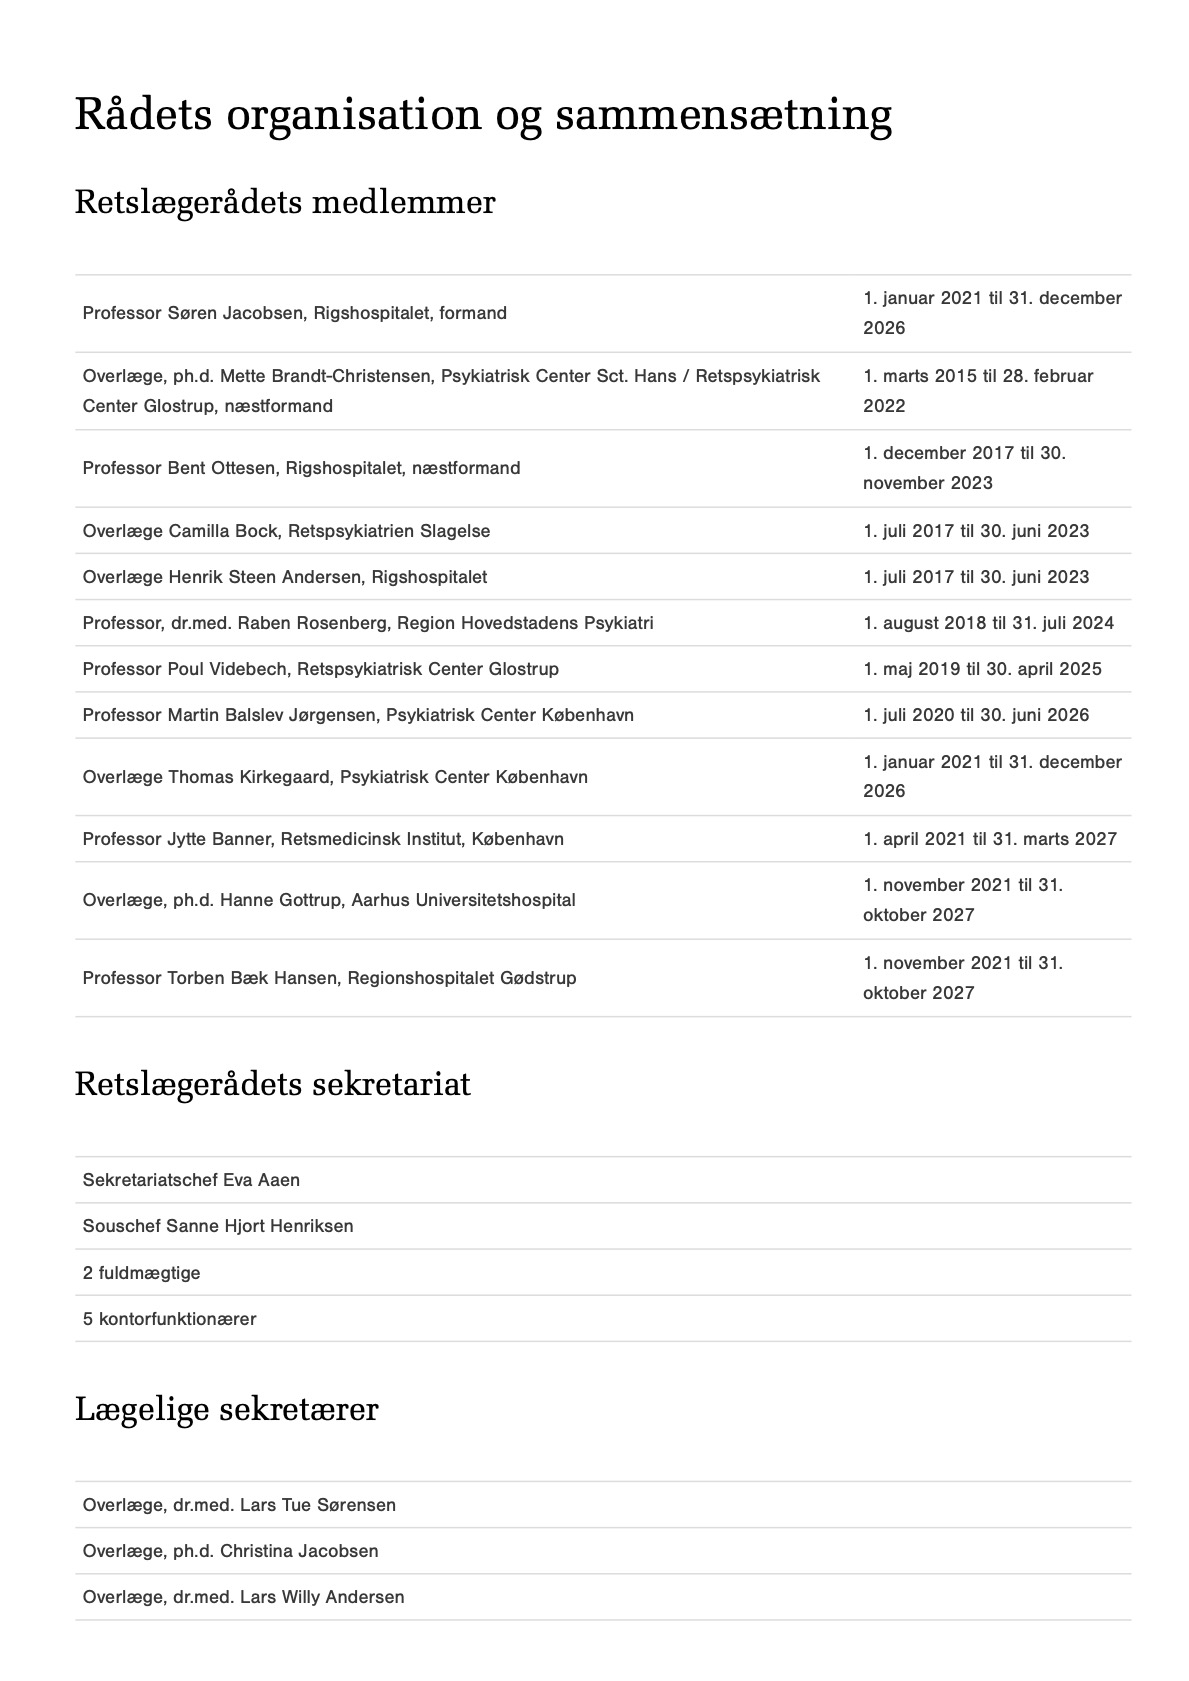 Rådets organisation og sammensætning
Retslægerådets medlemmer
Professor Søren Jacobsen, Rigshospitalet, formand
1. januar 2021 til 31. december
2026
Overlæge, ph.d. Mette Brandt-Christensen, Psykiatrisk Center Sct. Hans / Retspsykiatrisk
Center Glostrup, næstformand
1. marts 2015 til 28. februar
2022
Professor Bent Ottesen, Rigshospitalet, næstformand
1. december 2017 til 30.
november 2023
Overlæge Camilla Bock, Retspsykiatrien Slagelse
1. juli 2017 til 30. juni 2023
Overlæge Henrik Steen Andersen, Rigshospitalet
1. juli 2017 til 30. juni 2023
Professor, dr.med. Raben Rosenberg, Region Hovedstadens Psykiatri
1. august 2018 til 31. juli 2024
Professor Poul Videbech, Retspsykiatrisk Center Glostrup
1. maj 2019 til 30. april 2025
Professor Martin Balslev Jørgensen, Psykiatrisk Center København
1. juli 2020 til 30. juni 2026
Overlæge Thomas Kirkegaard, Psykiatrisk Center København
1. januar 2021 til 31. december
2026
Professor Jytte Banner, Retsmedicinsk Institut, København
1. april 2021 til 31. marts 2027
Overlæge, ph.d. Hanne Gottrup, Aarhus Universitetshospital
1. november 2021 til 31.
oktober 2027
Professor Torben Bæk Hansen, Regionshospitalet Gødstrup
1. november 2021 til 31.
oktober 2027
Retslægerådets sekretariat
Sekretariatschef Eva Aaen
Souschef Sanne Hjort Henriksen
2 fuldmægtige
5 kontorfunktionærer
Lægelige sekretærer
Overlæge, dr.med. Lars Tue Sørensen
Overlæge, ph.d. Christina Jacobsen
Overlæge, dr.med. Lars Willy Andersen